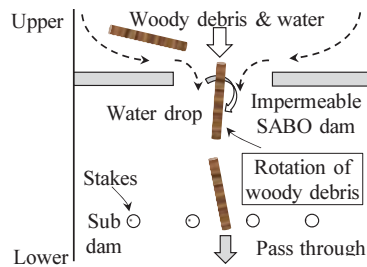 Upper
Woody debris & water
Water drop
Impermeable
SABO dam
Rotation of
woody debris
Stakes
Sub
dam
Lower
Pass through